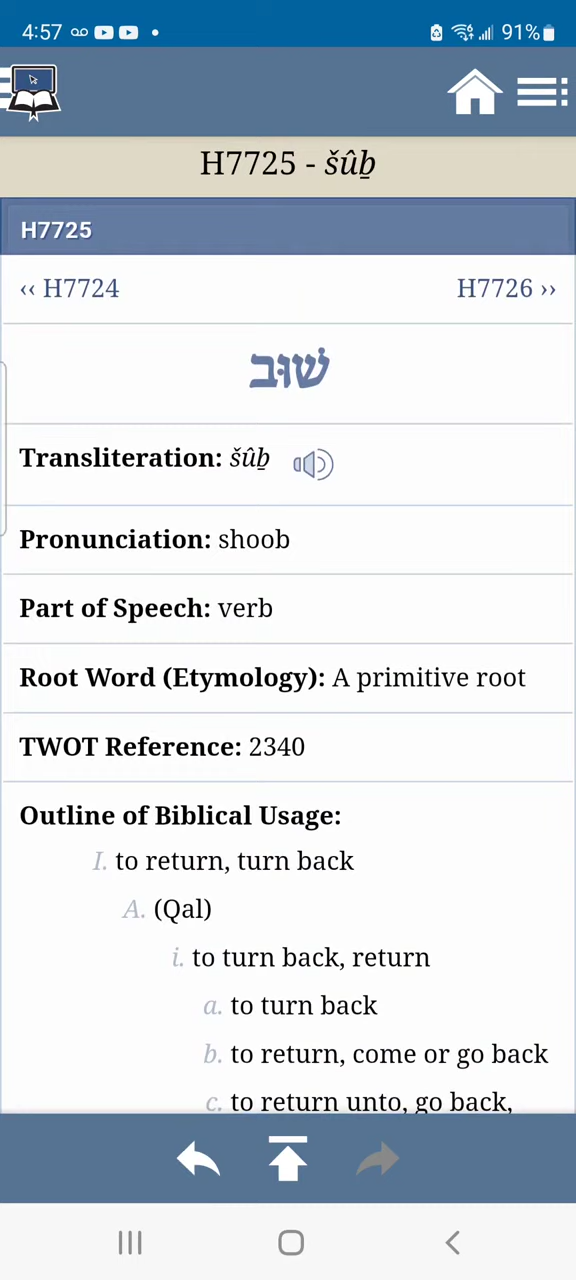 4:57 91%
H7725 - šûḇ
H7725
‹‹ H7724 H7726 ››
שׁוּב
Transliteration: šûḇ
Pronunciation: shoob
Part of Speech: verb
Root Word (Etymology): A primitive root
TWOT Reference: 2340
Outline of Biblical Usage:
I. to return, turn back
A. (Qal)
i. to turn back, return
a. to turn back
b. to return, come or go back
c. to return unto, go back,